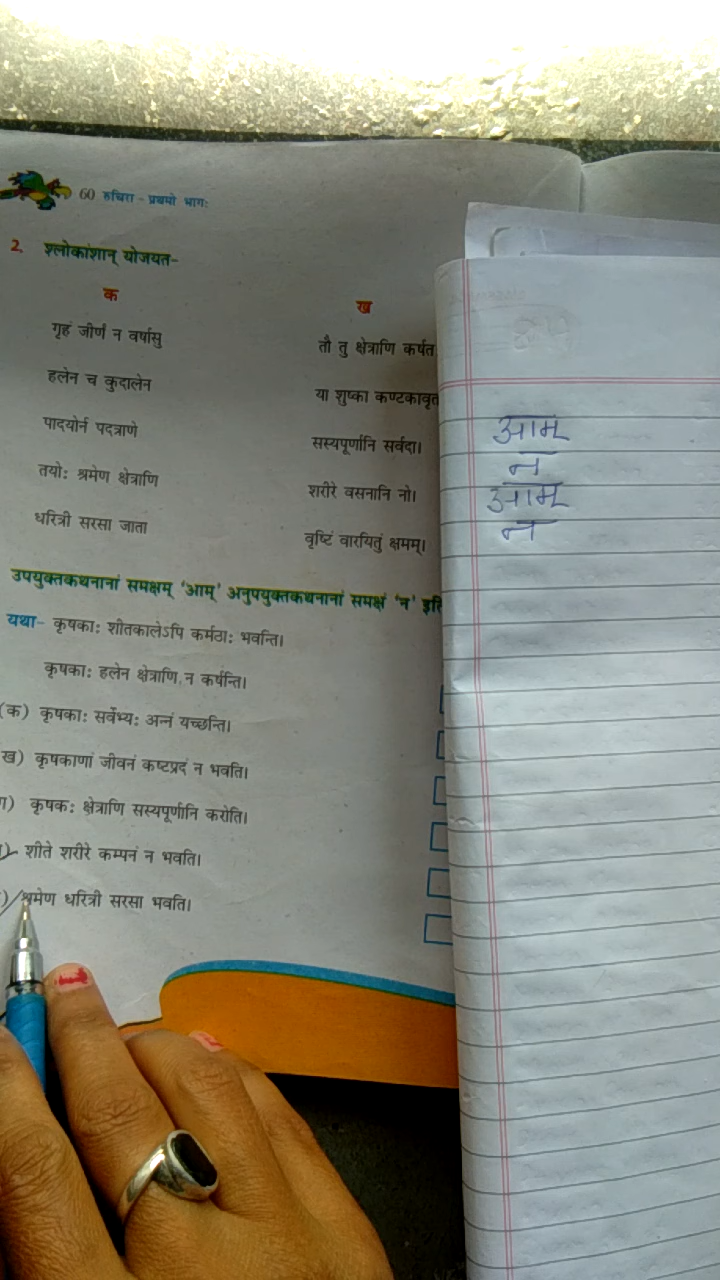 60 रुचिरा - प्रथमो भागः
2. श्लोकांशान् योजयत-
क ख
गृहं जीर्णं न वर्षासु तौ तु क्षेत्राणि कर्षत
हलेन च कुदालेन या शुष्का कण्टकावृत
पादयोर्न पदत्राणे सस्यपूर्णानि सर्वदा।
तयोः श्रमेण क्षेत्राणि शरीरे वसनानि नो।
धरित्री सरसा जाता वृष्टिं वारयितुं क्षमम्।
उपयुक्तकथनानां समक्षम् 'आम्' अनुपयुक्तकथनानां समक्षं 'न' इति
यथा- कृषकाः शीतकालेऽपि कर्मठाः भवन्ति।
कृषकाः हलेन क्षेत्राणि न कर्षन्ति।
(क) कृषकाः सर्वेभ्यः अन्नं यच्छन्ति।
ख) कृषकाणां जीवनं कष्टप्रदं न भवति।
ग) कृषकः क्षेत्राणि सस्यपूर्णानि करोति।
) शीते शरीरे कम्पनं न भवति।
) श्रमेण धरित्री सरसा भवति।
आम्
न
आम्
न